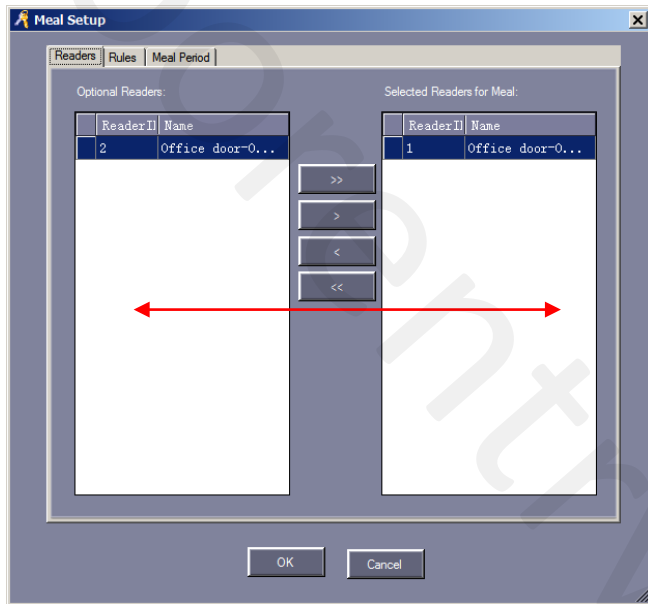 Meal Setup
Readers Rules Meal Period
Optional Readers:
Selected Readers for Meal:
ReaderI Name
2 Office door-O...
ReaderI Name
1 Office door-O...
>>
>
<
<<
OK Cancel